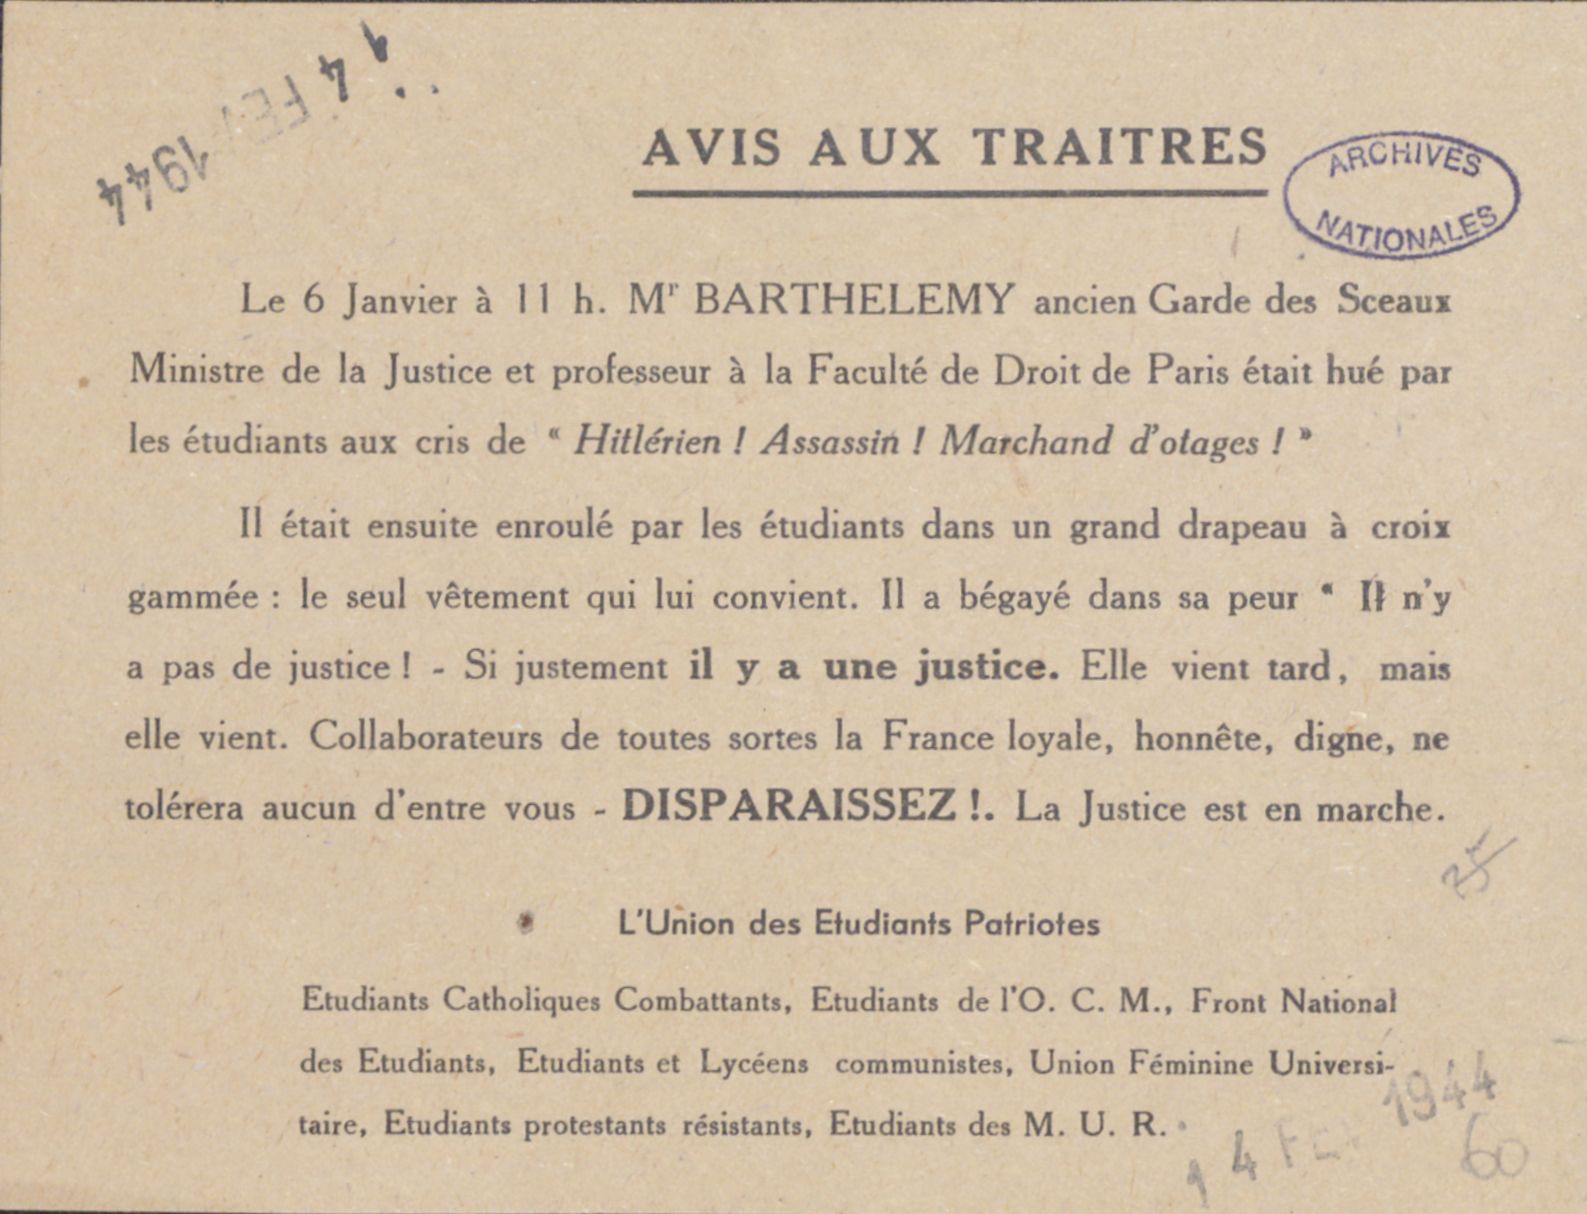 1 4 FEV 1944
AVIS AUX TRAITRES
ARCHIVES
NATIONALES
Le 6 Janvier à 11 h. Mr BARTHELEMY ancien Garde des Sceaux
Ministre de la Justice et professeur à la Faculté de Droit de Paris était hué par
les étudiants aux cris de “ Hitlérien ! Assassin ! Marchand d'otages ! ”
Il était ensuite enroulé par les étudiants dans un grand drapeau à croix
gammée : le seul vêtement qui lui convient. Il a bégayé dans sa peur “ Il n'y
a pas de justice ! - Si justement il y a une justice. Elle vient tard, mais
elle vient. Collaborateurs de toutes sortes la France loyale, honnête, digne, ne
tolérera aucun d'entre vous - DISPARAISSEZ !. La Justice est en marche.
L'Union des Etudiants Patriotes
Etudiants Catholiques Combattants, Etudiants de l'O. C. M., Front National
des Etudiants, Etudiants et Lycéens communistes, Union Féminine Universi-
taire, Etudiants protestants résistants, Etudiants des M. U. R.
1 4 FEV 1944
60